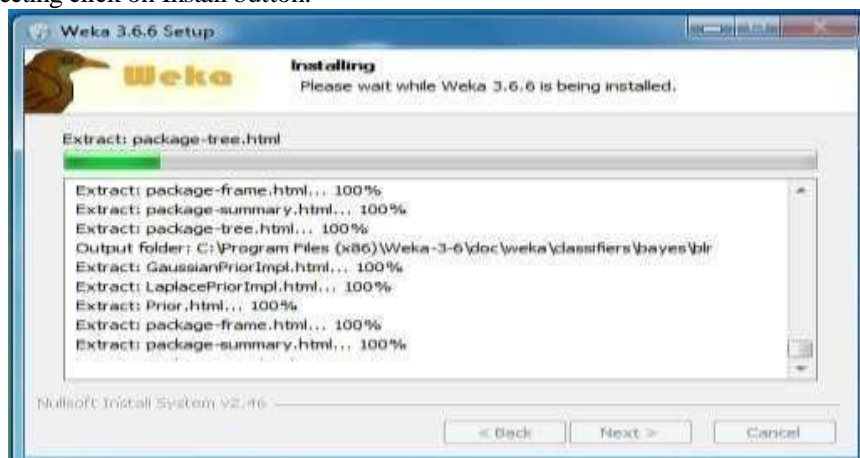 click on Install button.
Weka 3.6.6 Setup
Weka
Installing
Please wait while Weka 3.6.6 is being installed.
Extract: package-tree.html
Extract: package-frame.html... 100%
Extract: package-summary.html... 100%
Extract: package-tree.html... 100%
Output folder: C:\Program Files (x86)\Weka-3-6\doc\weka\classifiers\bayes\blr
Extract: GaussianPriorImpl.html... 100%
Extract: LaplacePriorImpl.html... 100%
Extract: Prior.html... 100%
Extract: package-frame.html... 100%
Extract: package-summary.html... 100%
Nullsoft Install System v2.46
< Back
Next >
Cancel